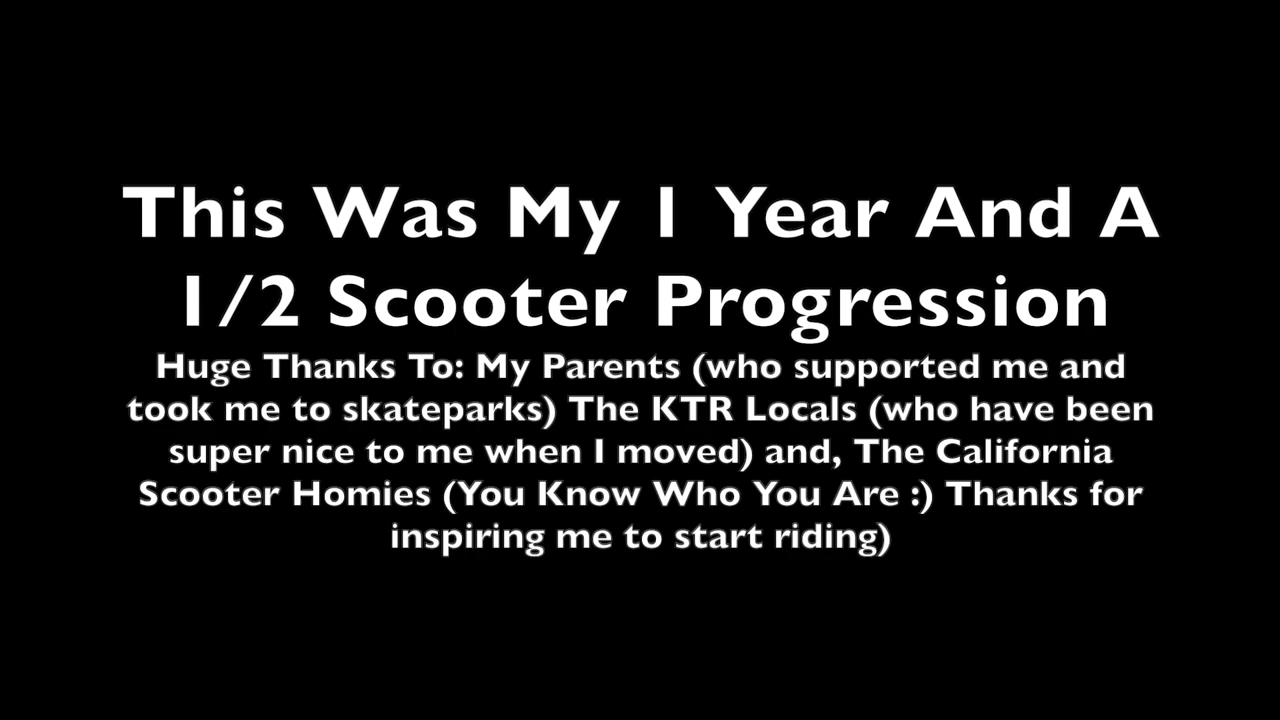 This Was My 1 Year And A
1/2 Scooter Progression
Huge Thanks To: My Parents (who supported me and
took me to skateparks) The KTR Locals (who have been
super nice to me when I moved) and, The California
Scooter Homies (You Know Who You Are :) Thanks for
inspiring me to start riding)